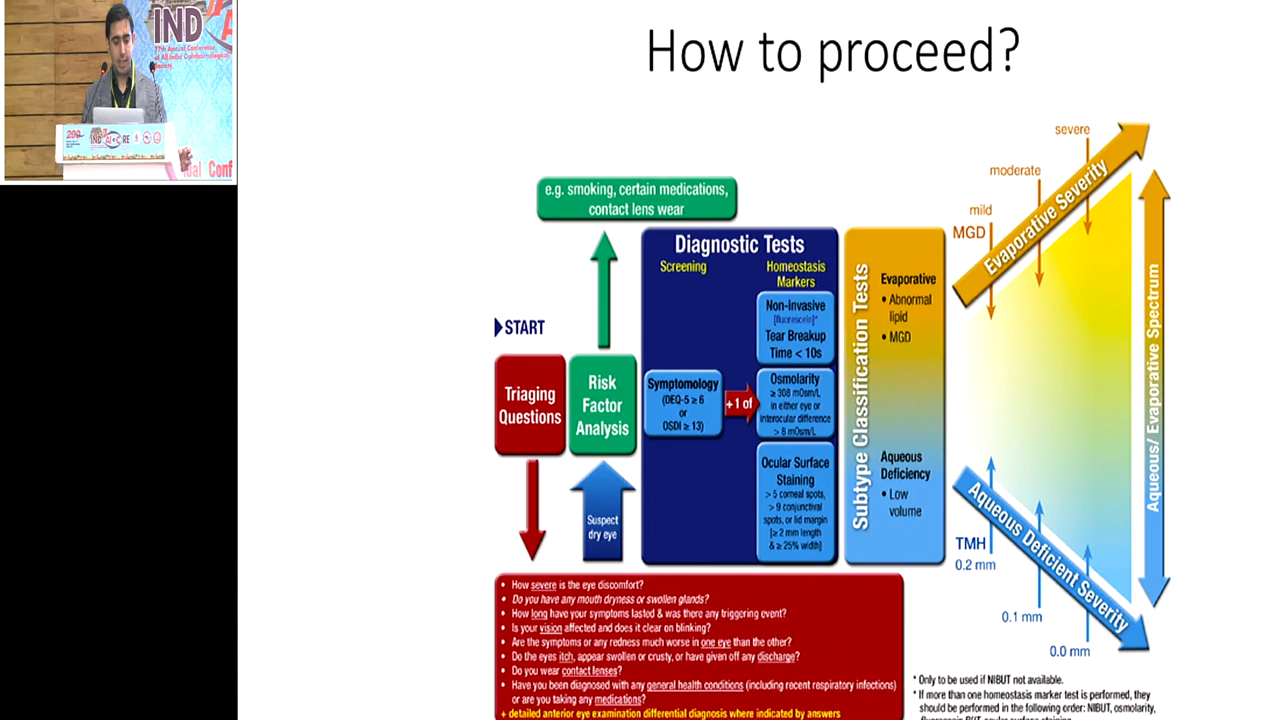 IND
77th Annual Conference
Ophthalmological
Society
How to proceed?
e.g. smoking, certain medications,
contact lens wear
START
Triaging
Questions
Risk
Factor
Analysis
Suspect
dry eye
Diagnostic Tests
Screening
Homeostasis
Markers
Symptomology
(DEQ-5 ≥ 6
or
OSDI ≥ 13)
+1 of
Non-Invasive
[fluorescein]*
Tear Breakup
Time < 10s
Osmolarity
≥ 308 mOsm/L
in either eye or
interocular difference
> 8 mOsm/L
Ocular Surface
Staining
> 5 corneal spots,
> 9 conjunctival
spots, or lid margin
[≥ 2 mm length
& ≥ 25% width]
Subtype Classification Tests
Evaporative
• Abnormal
lipid
• MGD
Aqueous
Deficiency
• Low
volume
severe
moderate
mild
MGD
Evaporative Severity
Aqueous/ Evaporative Spectrum
Aqueous Deficient Severity
TMH
0.2 mm
0.1 mm
0.0 mm
• How severe is the eye discomfort?
• Do you have any mouth dryness or swollen glands?
• How long have your symptoms lasted & was there any triggering event?
• Is your vision affected and does it clear on blinking?
• Are the symptoms or any redness much worse in one eye than the other?
• Do the eyes itch, appear swollen or crusty, or have given off any discharge?
• Do you wear contact lenses?
• Have you been diagnosed with any general health conditions (including recent respiratory infections)
or are you taking any medications?
+ detailed anterior eye examination differential diagnosis where indicated by answers
* Only to be used if NIBUT not available.
* If more than one homeostasis marker test is performed, they
should be performed in the following order: NIBUT, osmolarity,
fluorescein BUT, ocular surface staining